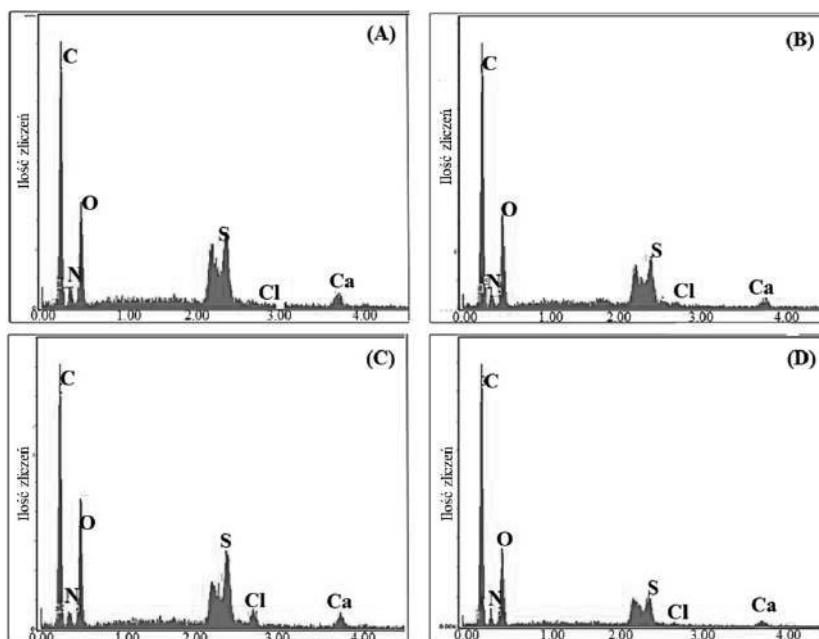 (A)
Ilość zliczeń
C
O
N
S
Cl
Ca
0.00 1.00 2.00 3.00 4.00
(B)
Ilość zliczeń
C
O
N
S
Cl
Ca
0.00 1.00 2.00 3.00 4.00
(C)
Ilość zliczeń
C
O
N
S
Cl
Ca
0.00 1.00 2.00 3.00 4.00
(D)
Ilość zliczeń
C
O
N
S
Cl
Ca
0.00 1.00 2.00 3.00 4.00